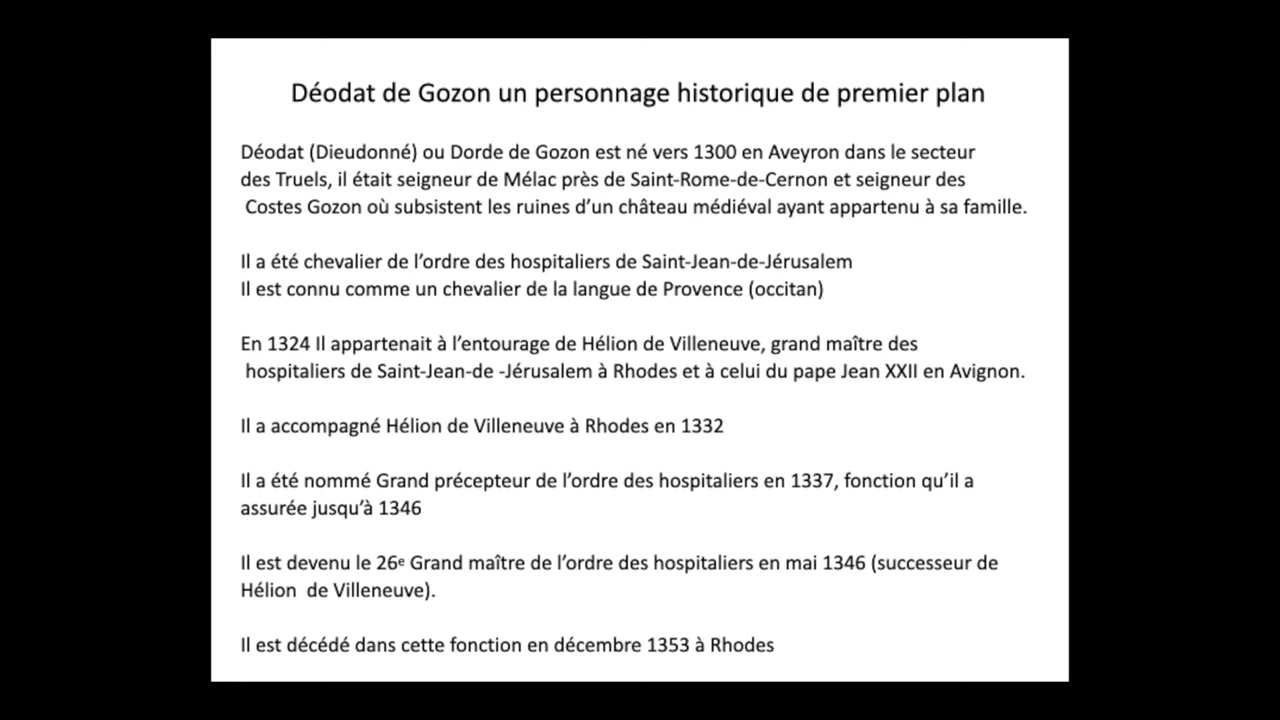 Déodat de Gozon un personnage historique de premier plan
Déodat (Dieudonné) ou Dorde de Gozon est né vers 1300 en Aveyron dans le secteur
des Truels, il était seigneur de Mélac près de Saint-Rome-de-Cernon et seigneur des
Costes Gozon où subsistent les ruines d’un château médiéval ayant appartenu à sa famille.
Il a été chevalier de l’ordre des hospitaliers de Saint-Jean-de-Jérusalem
Il est connu comme un chevalier de la langue de Provence (occitan)
En 1324 Il appartenait à l’entourage de Hélion de Villeneuve, grand maître des
hospitaliers de Saint-Jean-de -Jérusalem à Rhodes et à celui du pape Jean XXII en Avignon.
Il a accompagné Hélion de Villeneuve à Rhodes en 1332
Il a été nommé Grand précepteur de l’ordre des hospitaliers en 1337, fonction qu’il a
assurée jusqu’à 1346
Il est devenu le 26e Grand maître de l’ordre des hospitaliers en mai 1346 (successeur de
Hélion  de Villeneuve).
Il est décédé dans cette fonction en décembre 1353 à Rhodes